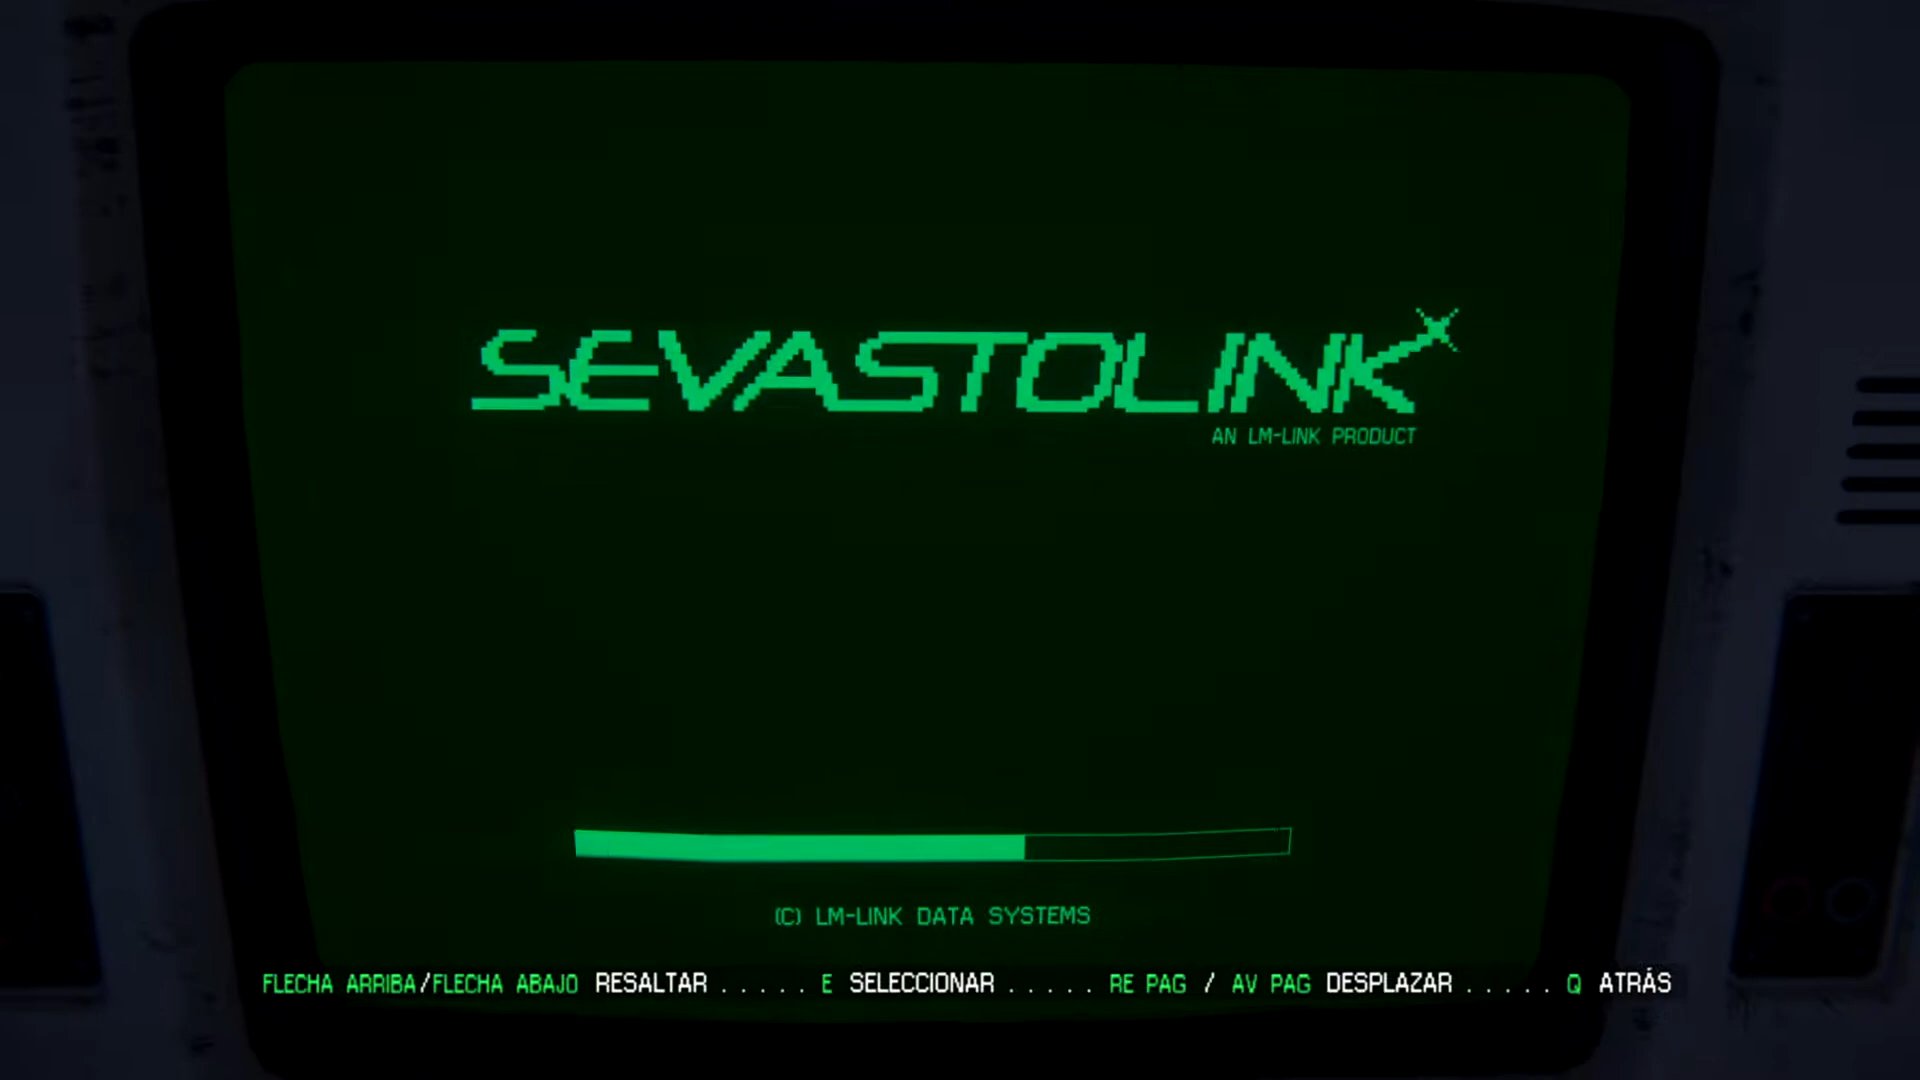 SEVASTOLINK
AN LM-LINK PRODUCT
(C) LM-LINK DATA SYSTEMS
FLECHA ARRIBA/FLECHA ABAJO RESALTAR ..... E SELECCIONAR ..... RE PAG / AV PAG DESPLAZAR ..... Q ATRÁS